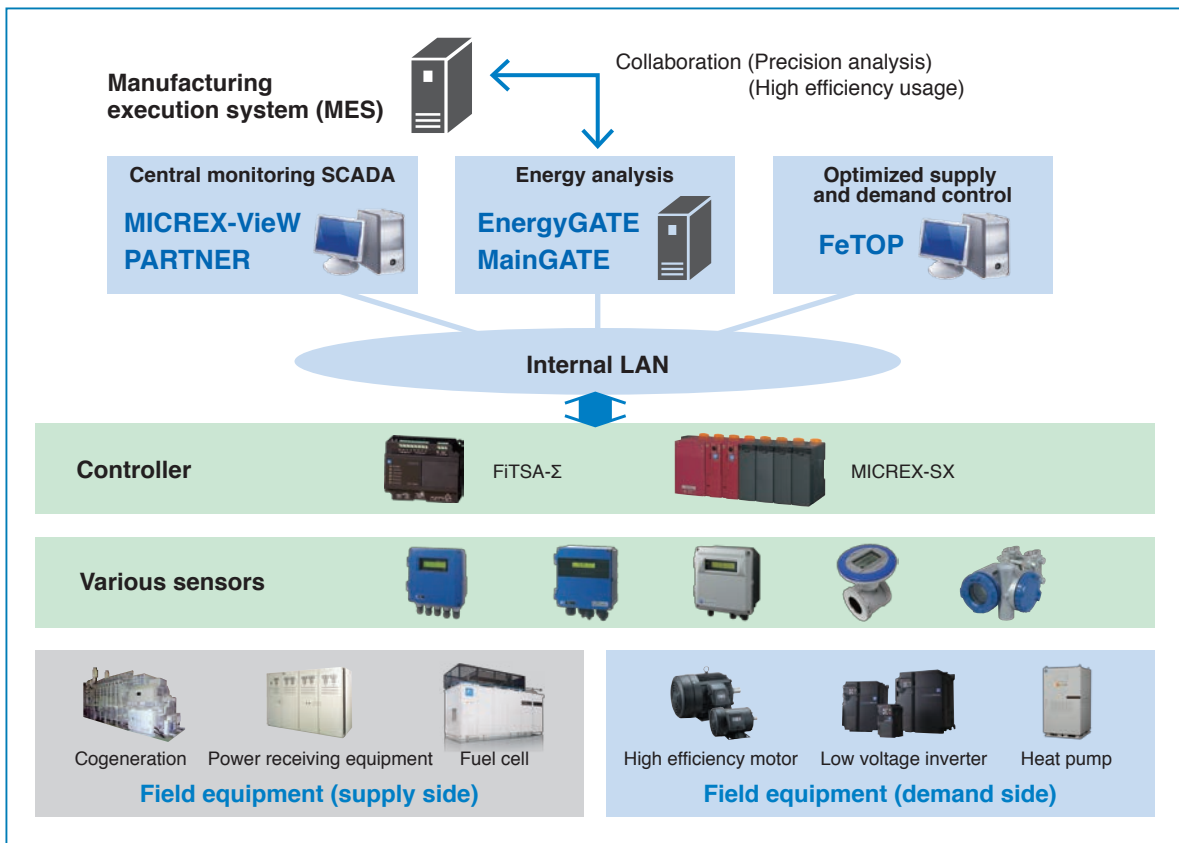 Manufacturing
execution system (MES)
Collaboration (Precision analysis)
(High efficiency usage)
Central monitoring SCADA
MICREX-VieW
PARTNER
Energy analysis
EnergyGATE
MainGATE
Optimized supply
and demand control
FeTOP
Internal LAN
Controller
FiTSA-Σ
MICREX-SX
Various sensors
Cogeneration
Power receiving equipment
Fuel cell
Field equipment (supply side)
High efficiency motor
Low voltage inverter
Heat pump
Field equipment (demand side)